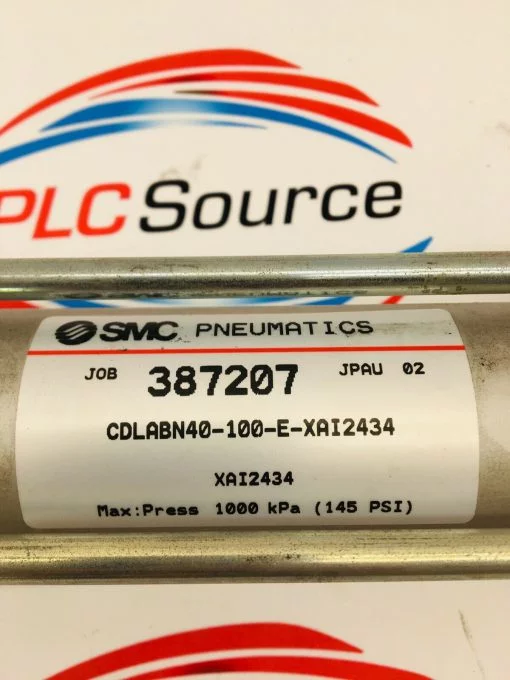 PLC Source
SMC PNEUMATICS
JOB 387207 JPAU 02
CDLABN40-100-E-XAI2434
XAI2434
Max:Press 1000 kPa (145 PSI)